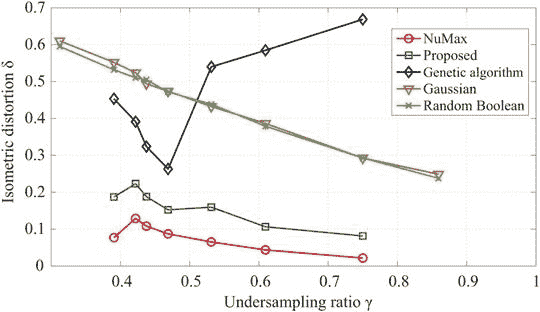 0.7
0.6
0.5
0.4
0.3
0.2
0.1
0
Isometric distortion δ
NuMax
Proposed
Genetic algorithm
Gaussian
Random Boolean
0.4 0.5 0.6 0.7 0.8 0.9 1
Undersampling ratio γ